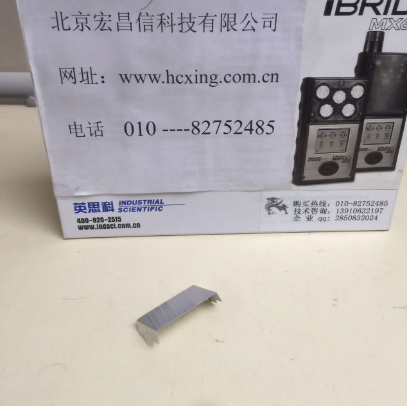 北京宏昌信科技有限公司
网址：www.hcxing.com.cn
电话 010 ----82752485
IBRID
MX6
英思科 INDUSTRIAL SCIENTIFIC
400-820-2515
www.indsci.com.cn
购买热线：010-82752485
技术咨询：13910622197
企业 qq：2850832024